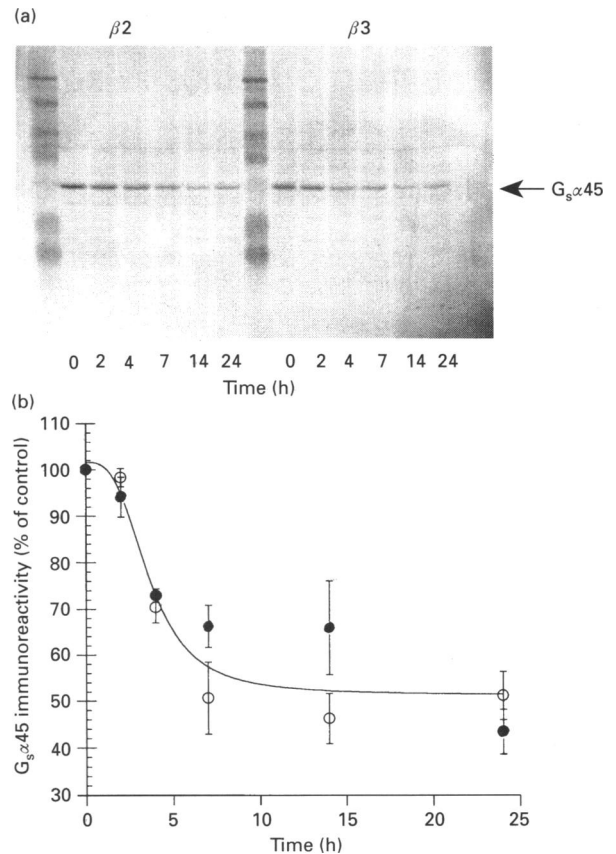 (a)
β2 β3
Gₛα45
0 2 4 7 14 24 0 2 4 7 14 24
Time (h)
(b)
Gₛα45 immunoreactivity (% of control)
110
100
90
80
70
60
50
40
30
0 5 10 15 20 25
Time (h)